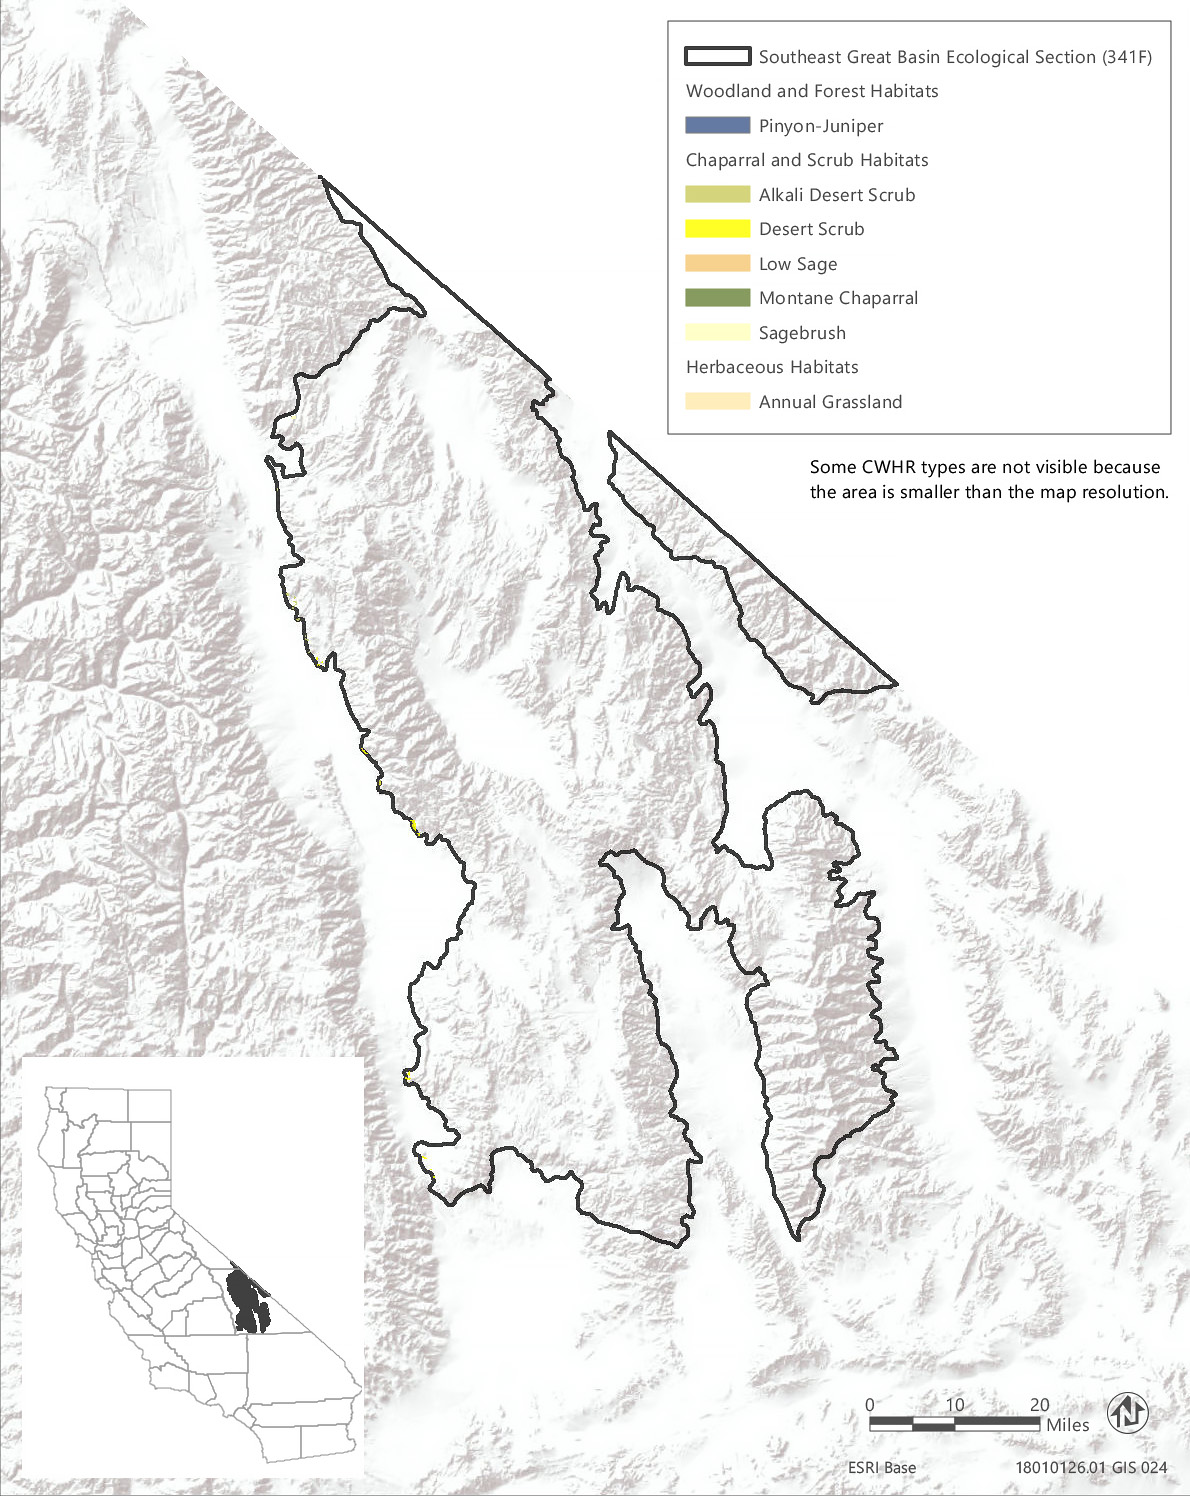 Southeast Great Basin Ecological Section (341F)
Woodland and Forest Habitats
Pinyon-Juniper
Chaparral and Scrub Habitats
Alkali Desert Scrub
Desert Scrub
Low Sage
Montane Chaparral
Sagebrush
Herbaceous Habitats
Annual Grassland
Some CWHR types are not visible because
the area is smaller than the map resolution.
0 10 20
Miles
N
ESRI Base 18010126.01 GIS 024